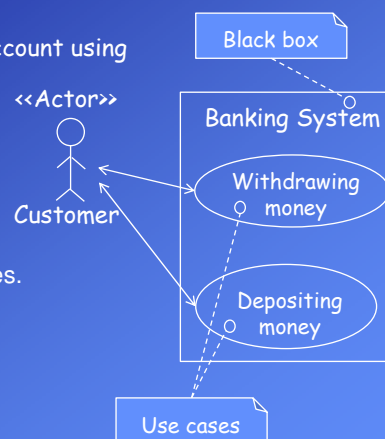 Black box
ccount using
<<Actor>>
Banking System
Withdrawing
money
Customer
es.
Depositing
money
Use cases